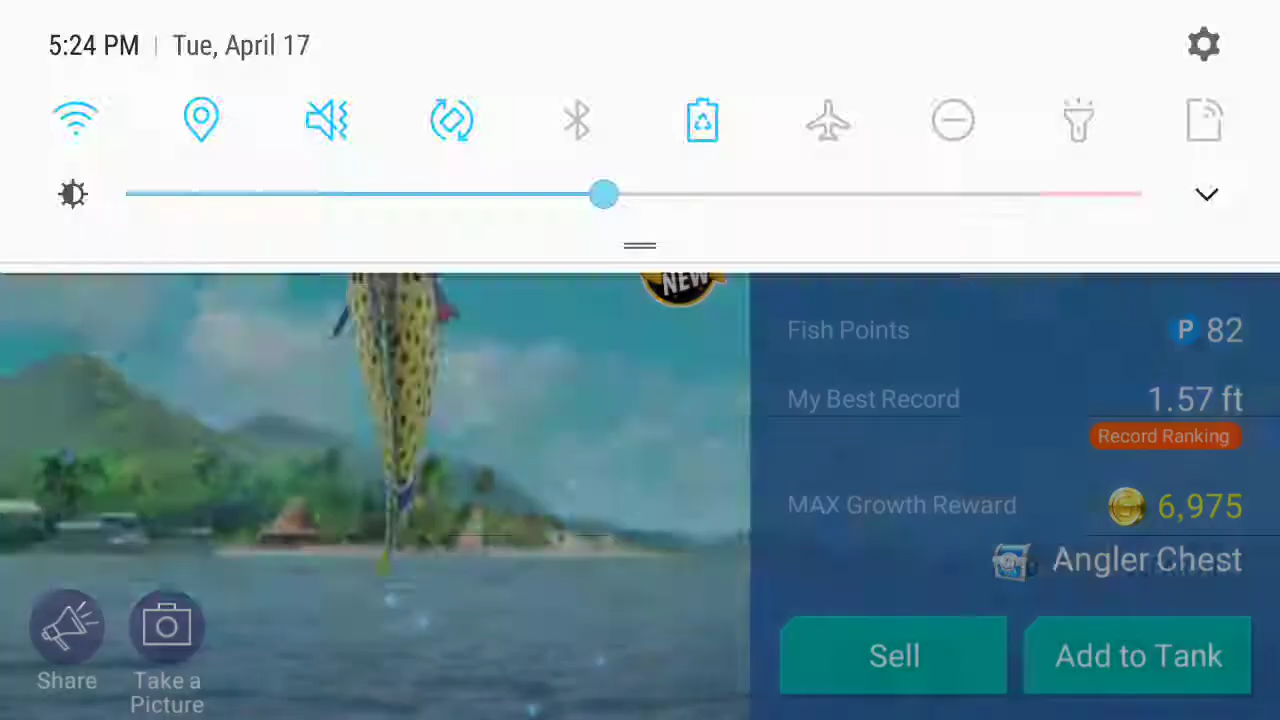 5:24 PM | Tue, April 17
NEW
Fish Points P 82
My Best Record 1.57 ft
Record Ranking
MAX Growth Reward 6,975
Angler Chest
Share
Take a
Picture
Sell
Add to Tank